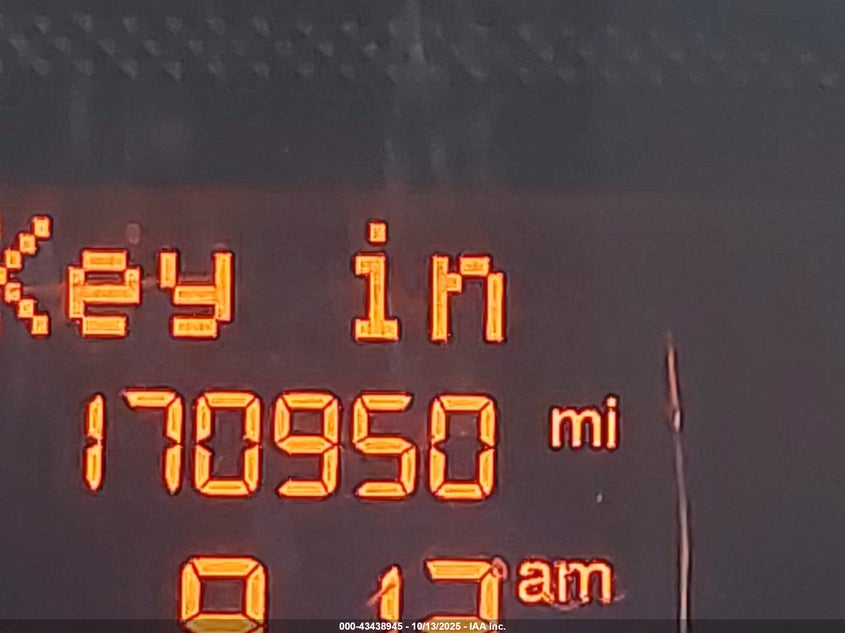 Key in
170950 mi
am
000-43438945 - 10/13/2025 - IAA Inc.